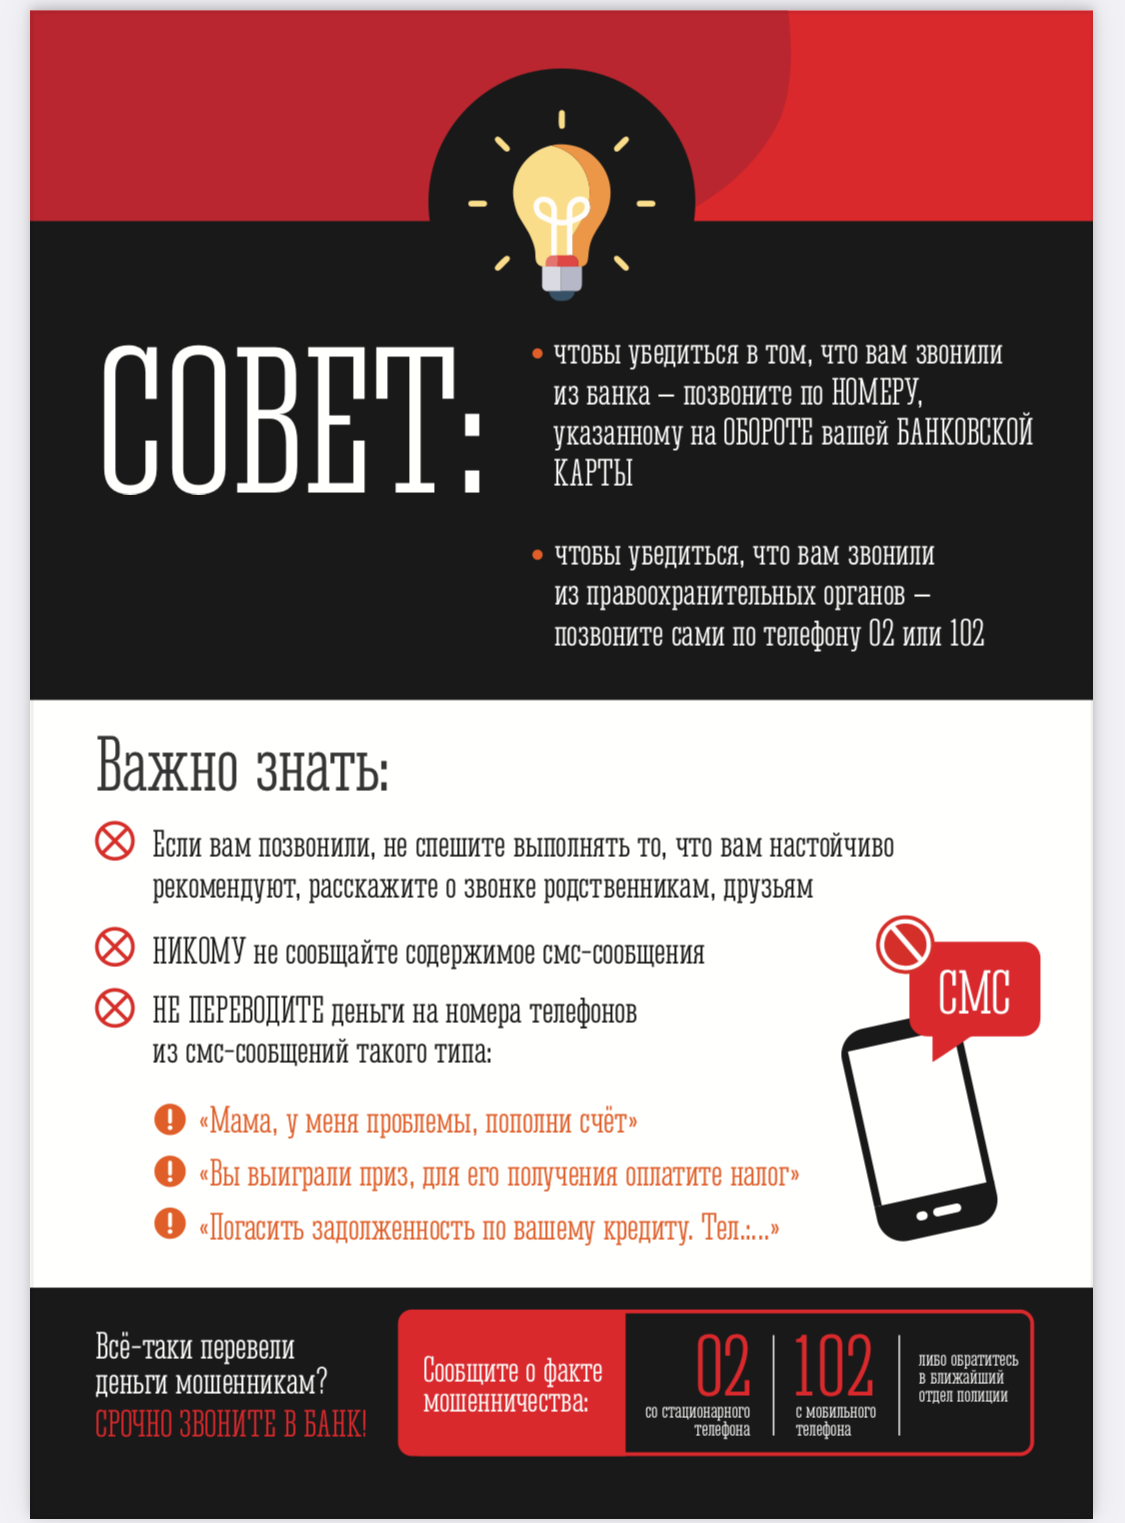 СОВЕТ:
чтобы убедиться в том, что вам звонили
из банка – позвоните по НОМЕРУ,
указанному на ОБОРОТЕ вашей БАНКОВСКОЙ
КАРТЫ
чтобы убедиться, что вам звонили
из правоохранительных органов –
позвоните сами по телефону 02 или 102
Важно знать:
Если вам позвонили, не спешите выполнять то, что вам настойчиво
рекомендуют, расскажите о звонке родственникам, друзьям
НИКОМУ не сообщайте содержимое смс-сообщения
НЕ ПЕРЕВОДИТЕ деньги на номера телефонов
из смс-сообщений такого типа:
«Мама, у меня проблемы, пополни счёт»
«Вы выиграли приз, для его получения оплатите налог»
«Погасить задолженность по вашему кредиту. Тел.:...»
СМС
Всё-таки перевели
деньги мошенникам?
СРОЧНО ЗВОНИТЕ В БАНК!
Сообщите о факте
мошенничества:
02
со стационарного
телефона
102
с мобильного
телефона
либо обратитесь
в ближайший
отдел полиции